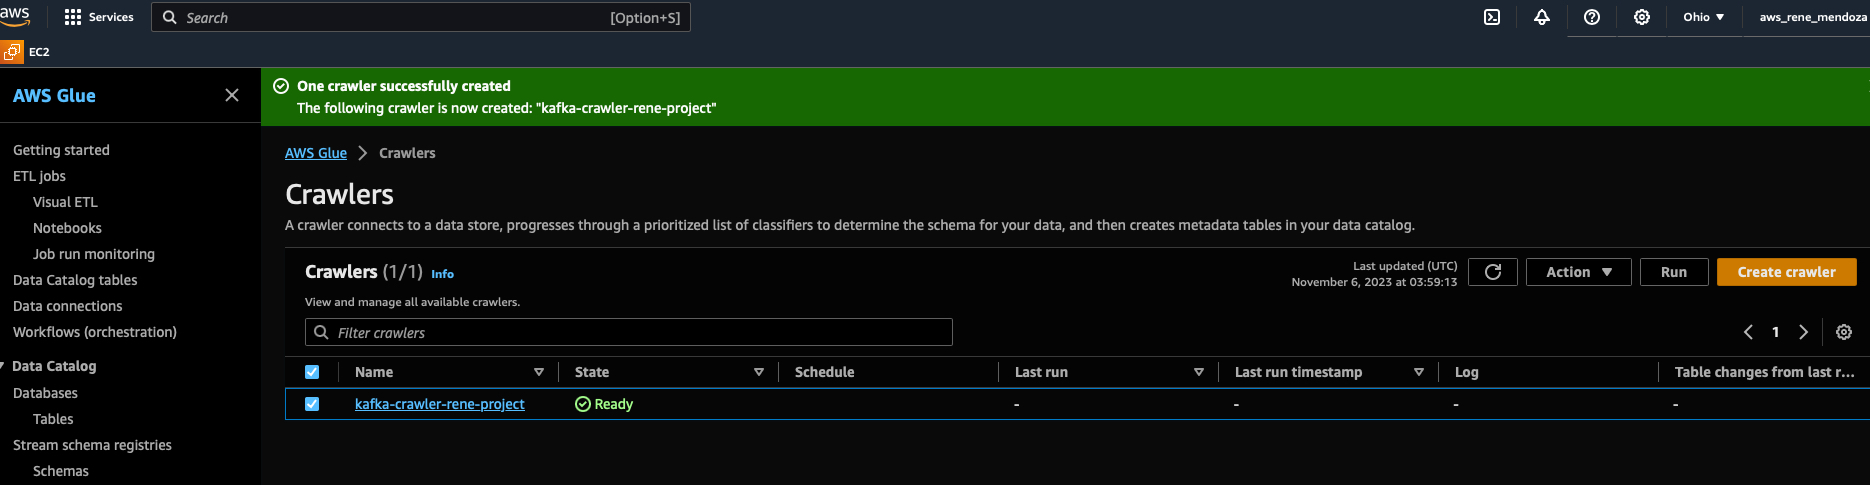 aws Services Search [Option+S] Ohio aws_rene_mendoza
EC2
AWS Glue
Getting started
ETL jobs
Visual ETL
Notebooks
Job run monitoring
Data Catalog tables
Data connections
Workflows (orchestration)
Data Catalog
Databases
Tables
Stream schema registries
Schemas
One crawler successfully created
The following crawler is now created: "kafka-crawler-rene-project"
AWS Glue Crawlers
Crawlers
A crawler connects to a data store, progresses through a prioritized list of classifiers to determine the schema for your data, and then creates metadata tables in your data catalog.
Crawlers (1/1) Info
View and manage all available crawlers.
Last updated (UTC)
November 6, 2023 at 03:59:13
Action Run Create crawler
Filter crawlers
1
Name State Schedule Last run Last run timestamp Log Table changes from last r...
kafka-crawler-rene-project Ready - - - -